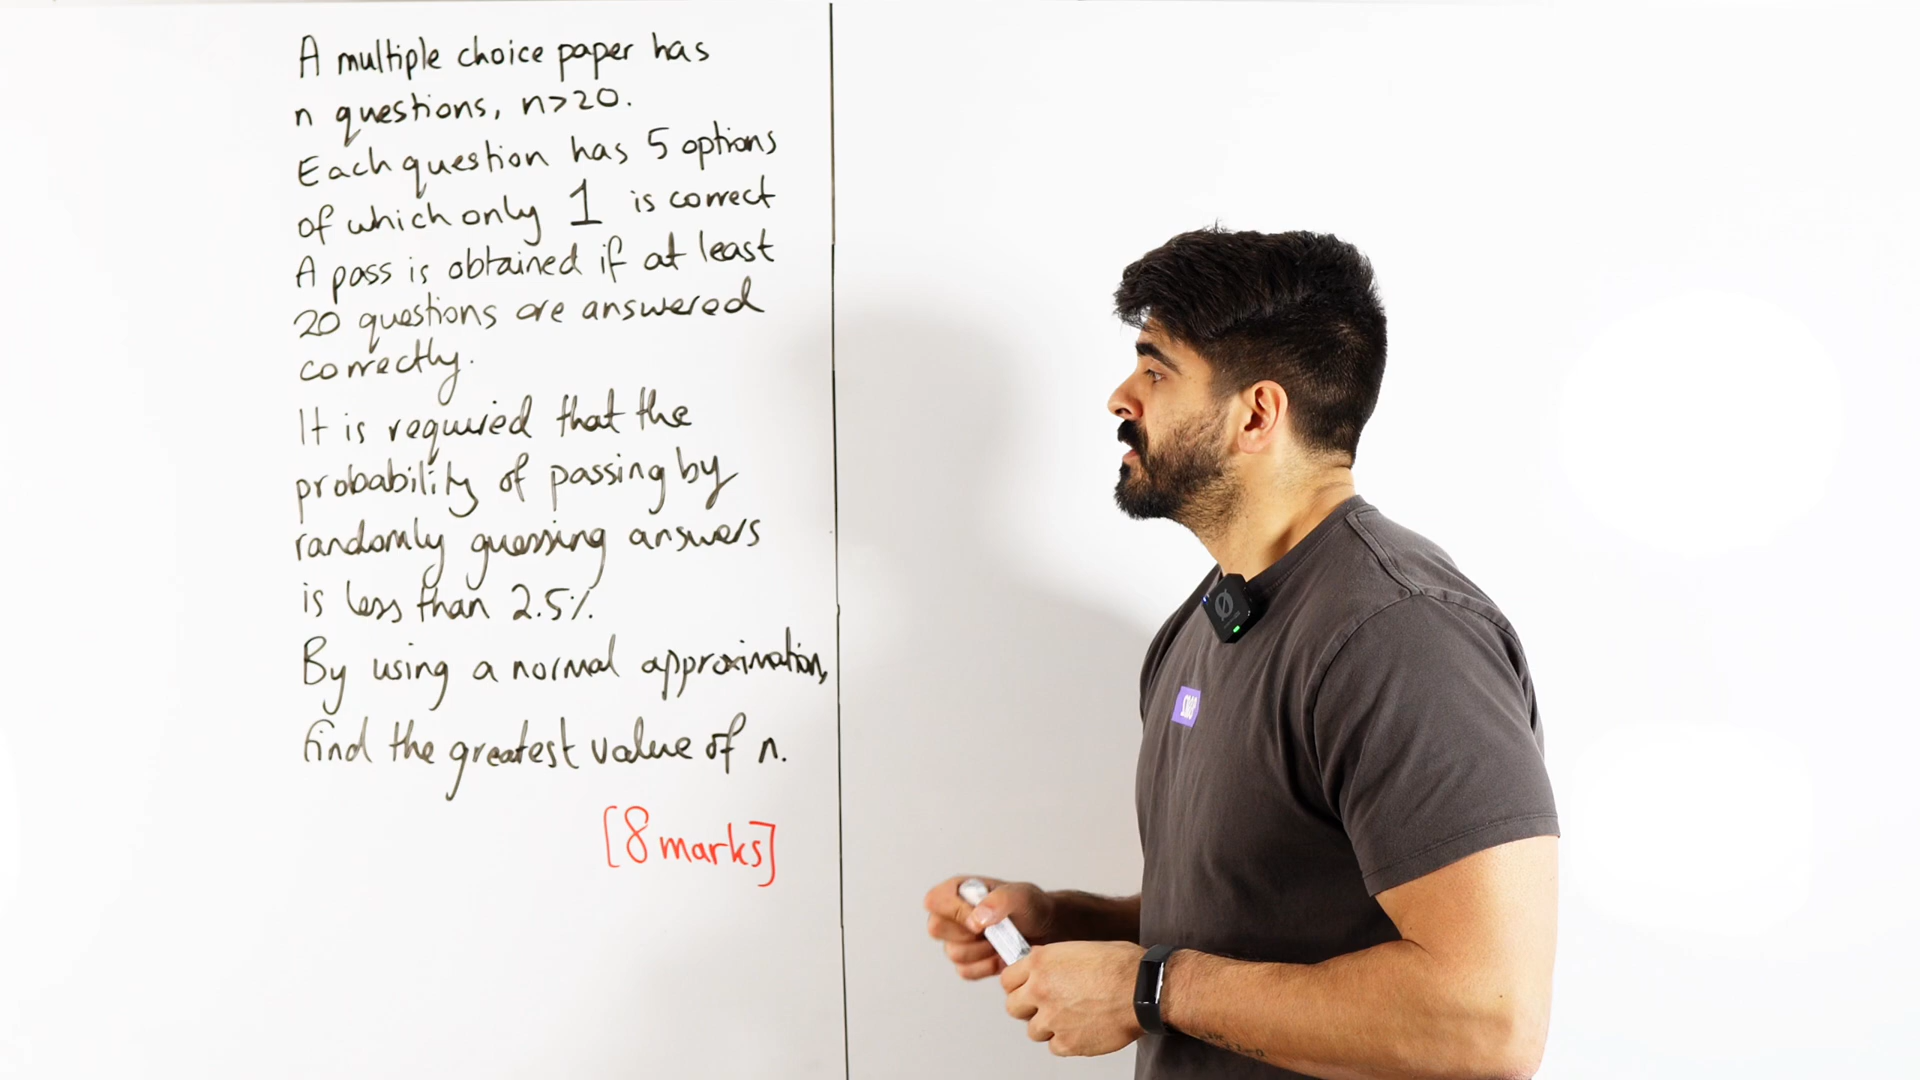 A multiple choice paper has
n questions, n>20.
Each question has 5 options
of which only 1 is correct
A pass is obtained if at least
20 questions are answered
correctly.
It is required that the
probability of passing by
randomly guessing answers
is less than 2.5%.
By using a normal approximation,
find the greatest value of n.
[8 marks]